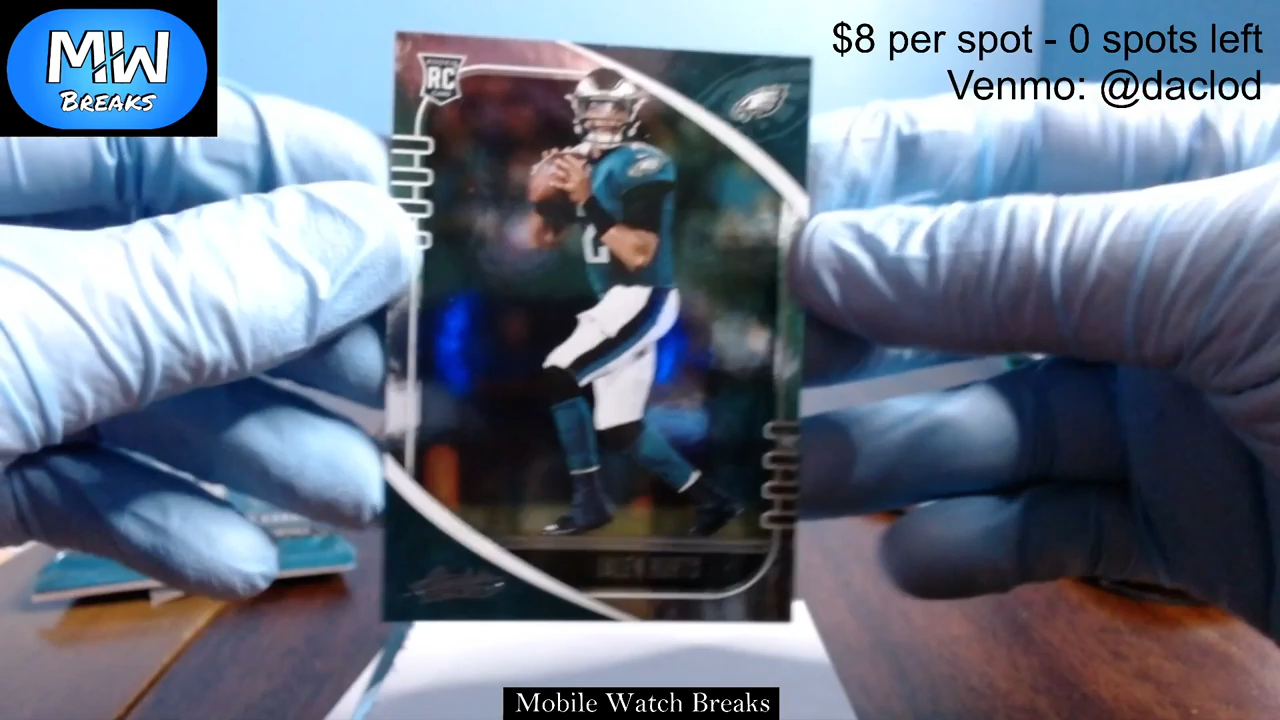 MW
BREAKS
$8 per spot - 0 spots left
Venmo: @daclod
RC
Mobile Watch Breaks